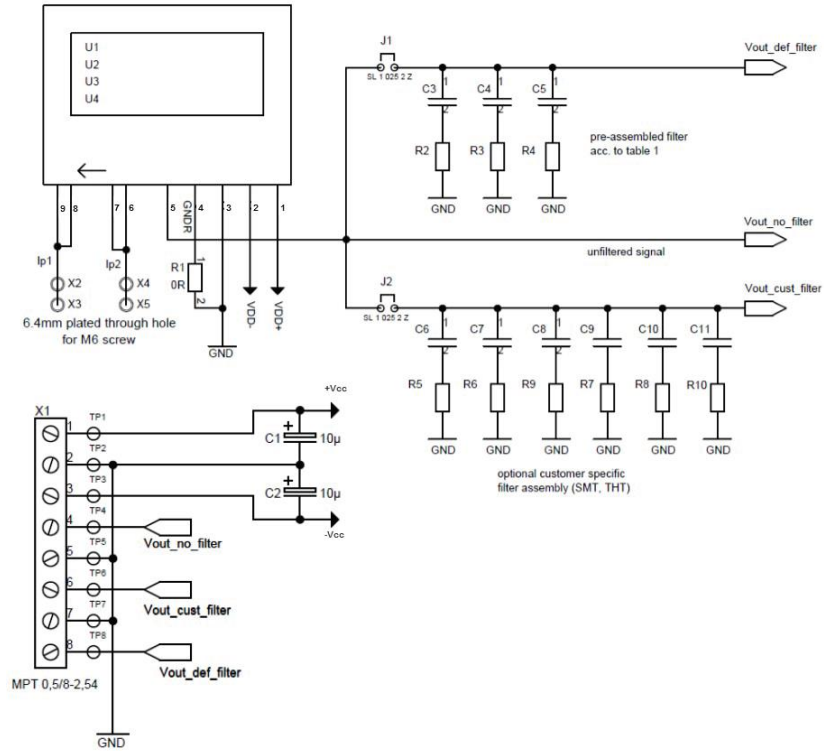 U1
U2
U3
U4
9
8
7
6
5
4
3
2
1
GNDR
Ip1
Ip2
X2
X3
X4
X5
R1
0R
1
2
VDD-
VDD+
GND
6.4mm plated through hole
for M6 screw
J1
SL 1 025 2 Z
Vout_def_filter
C3
1
2
C4
1
2
C5
1
2
R2
R3
R4
GND
GND
GND
pre-assembled filter
acc. to table 1
Vout_no_filter
unfiltered signal
J2
SL 1 025 2 Z
Vout_cust_filter
C6
1
2
C7
1
2
C8
1
2
C9
C10
C11
R5
R6
R9
R7
R8
R10
GND
GND
GND
GND
GND
GND
optional customer specific
filter assembly (SMT, THT)
X1
1
TP1
2
TP2
3
TP3
4
TP4
5
TP5
6
TP6
7
TP7
8
TP8
+Vcc
+
C1
10µ
+
C2
10µ
-Vcc
Vout_no_filter
Vout_cust_filter
Vout_def_filter
MPT 0,5/8-2,54
GND